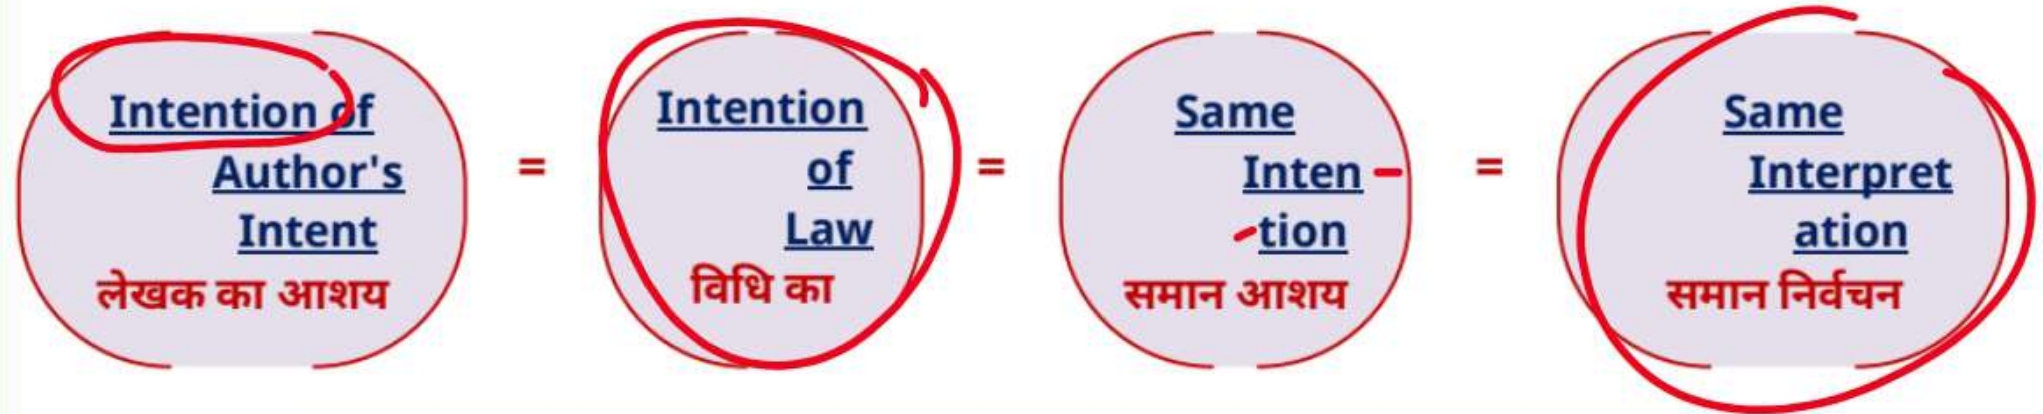 Intention of
Author's
Intent
लेखक का आशय
=
Intention
of
Law
विधि का
=
Same
Inten -
-tion
समान आशय
=
Same
Interpret
ation
समान निर्वचन